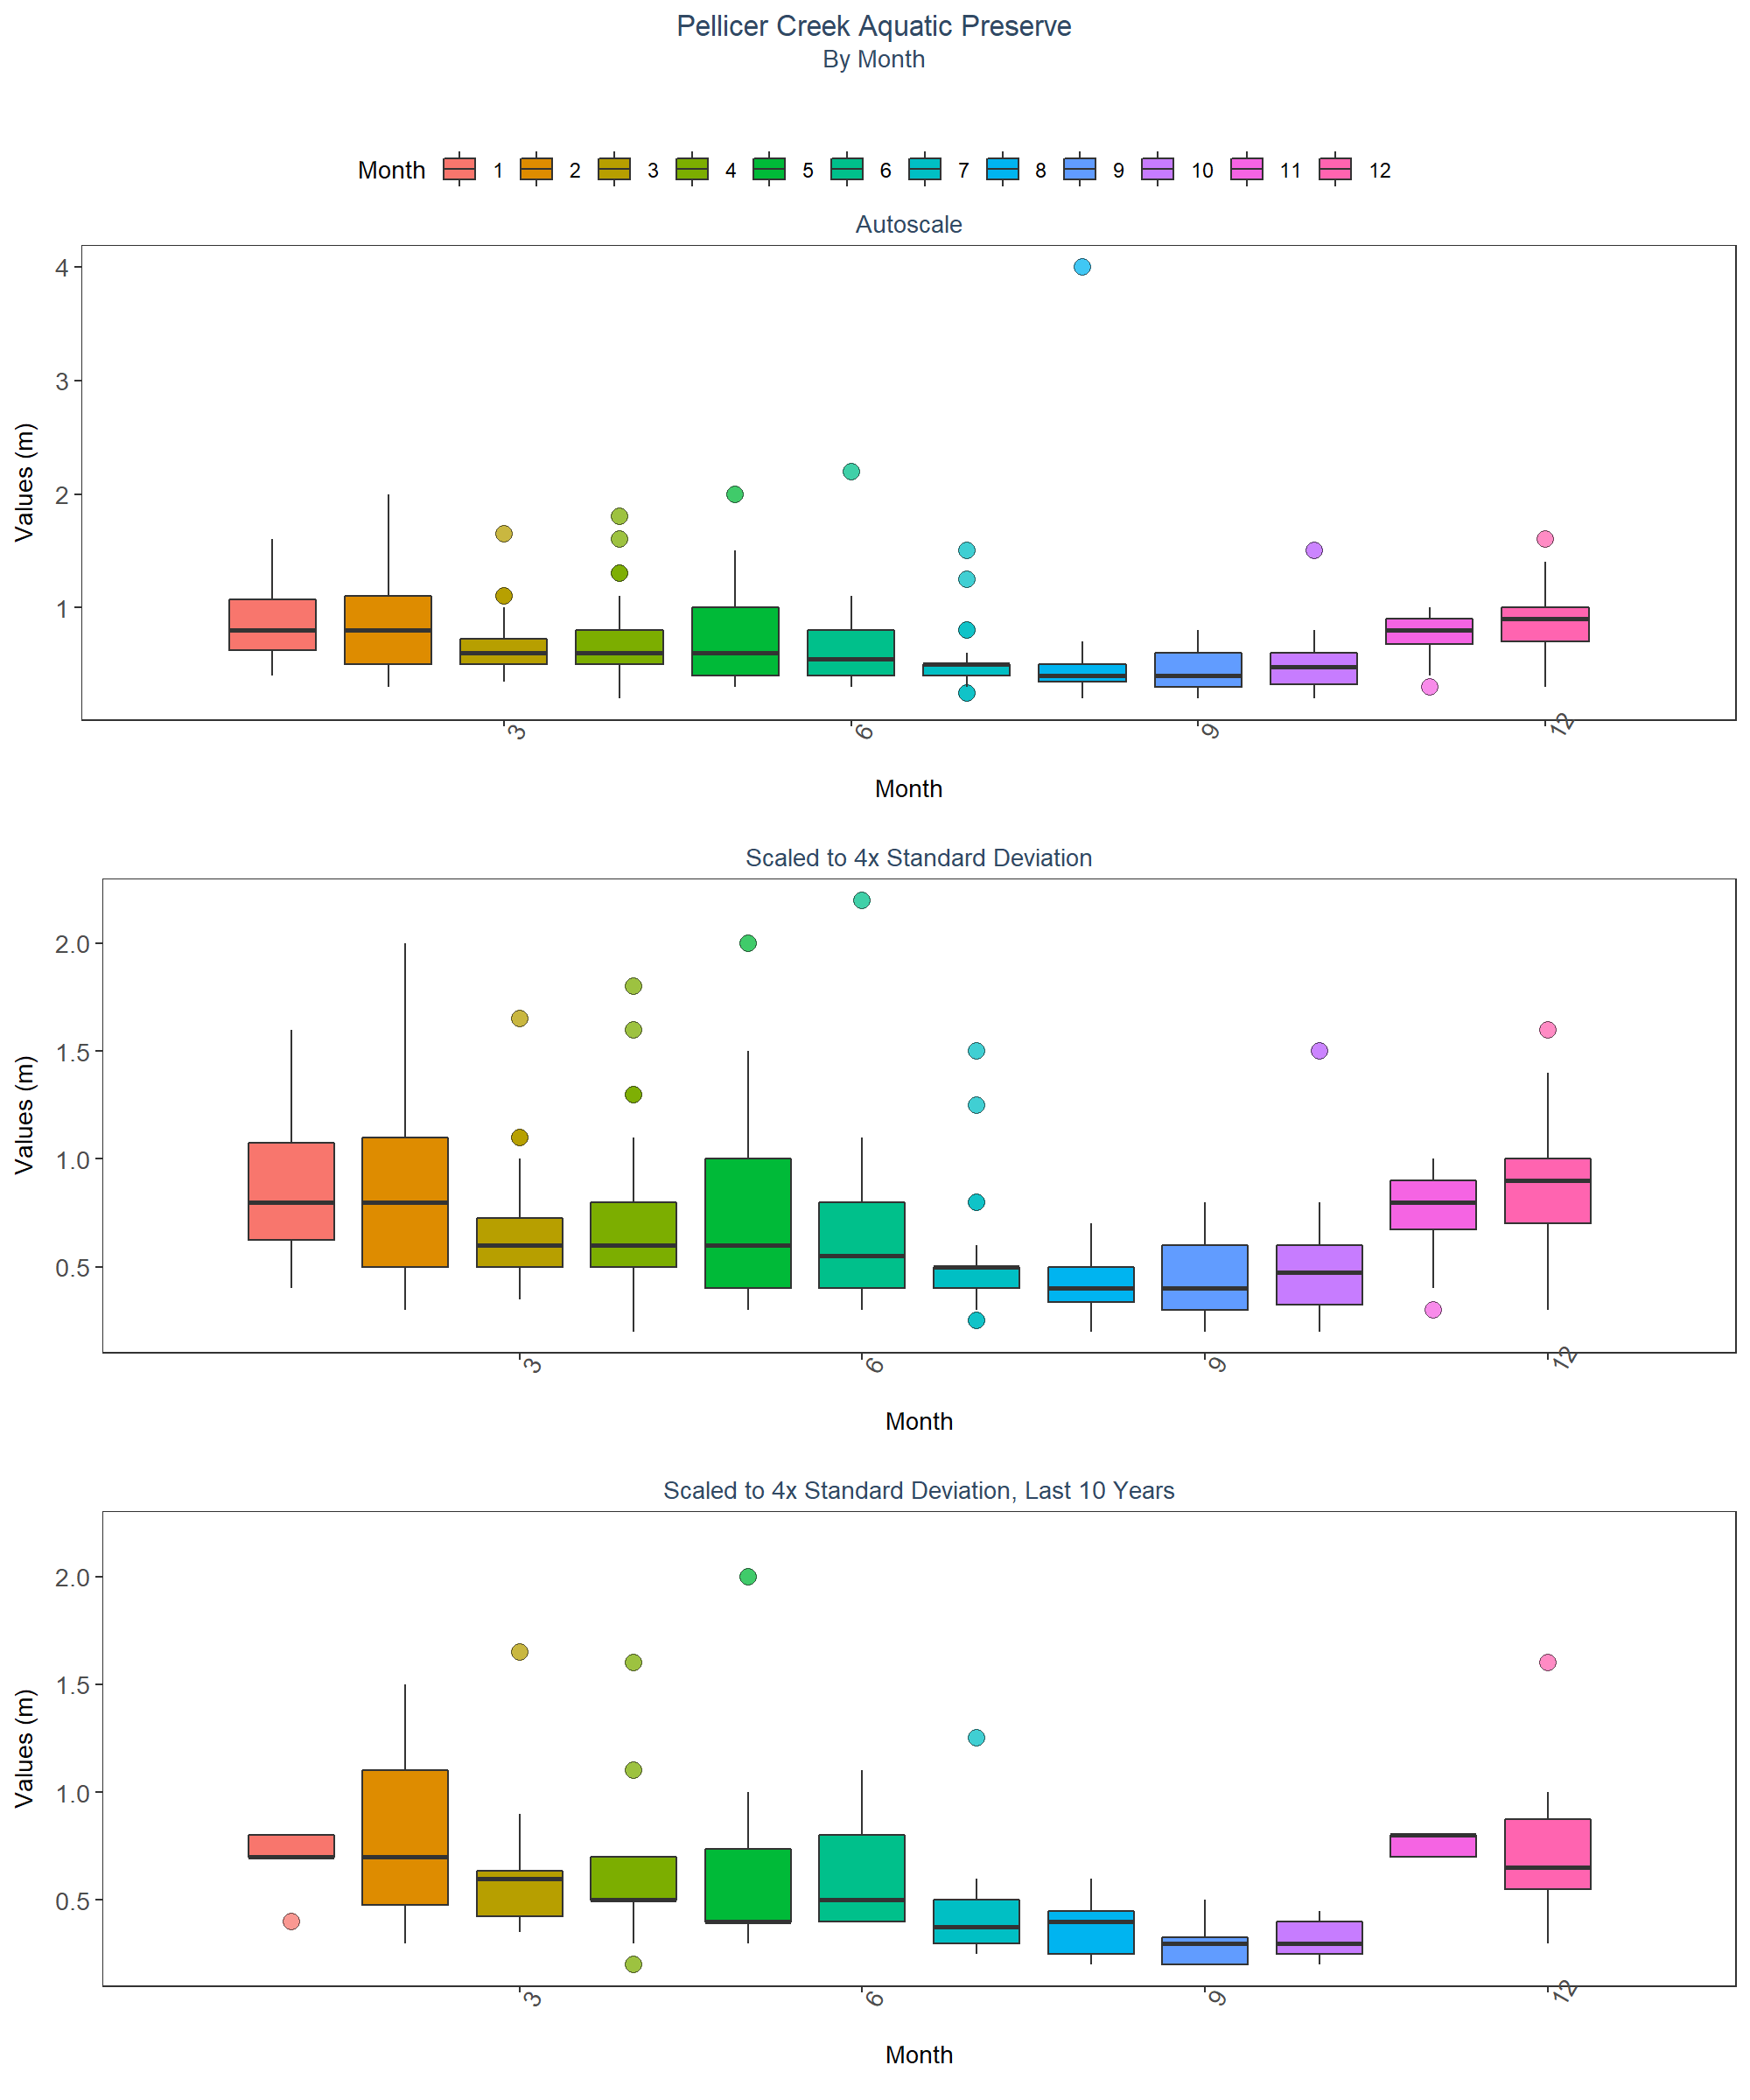 Pellicer Creek Aquatic Preserve
By Month
Month 1 2 3 4 5 6 7 8 9 10 11 12
Autoscale
Values (m)
4
3
2
1
3 6 9 12
Month
Scaled to 4x Standard Deviation
Values (m)
2.0
1.5
1.0
0.5
3 6 9 12
Month
Scaled to 4x Standard Deviation, Last 10 Years
Values (m)
2.0
1.5
1.0
0.5
3 6 9 12
Month